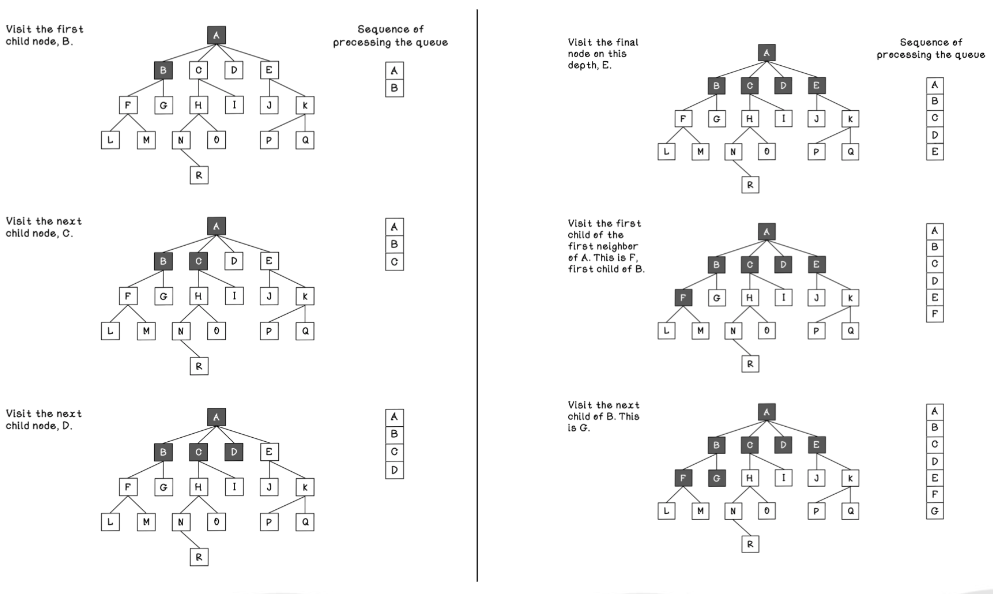 Visit the first
child node, B.
Sequence of
processing the queue
A
B C D E
F G H I J K
L M N O P Q
R
A
B
Visit the next
child node, C.
A
B C D E
F G H I J K
L M N O P Q
R
A
B
C
Visit the next
child node, D.
A
B C D E
F G H I J K
L M N O P Q
R
A
B
C
D
Visit the final
node on this
depth, E.
Sequence of
processing the queue
A
B C D E
F G H I J K
L M N O P Q
R
A
B
C
D
E
Visit the first
child of the
first neighbor
of A. This is F,
first child of B.
A
B C D E
F G H I J K
L M N O P Q
R
A
B
C
D
E
F
Visit the next
child of B. This
is G.
A
B C D E
F G H I J K
L M N O P Q
R
A
B
C
D
E
F
G